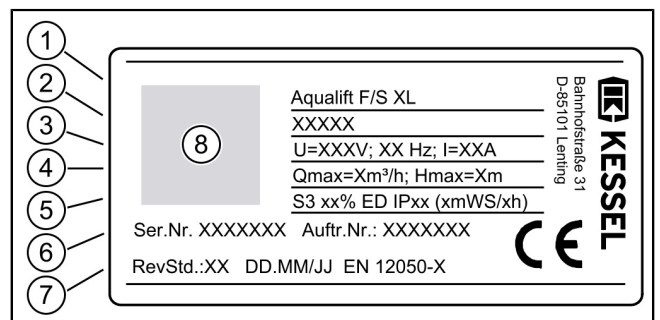 1
2
3
4
5
6
7
8
Aqualift F/S XL
XXXXX
U=XXXV; XX Hz; I=XXA
Qmax=Xm³/h; Hmax=Xm
S3 xx% ED IPxx (xmWS/xh)
Ser.Nr. XXXXXXX Auftr.Nr.: XXXXXXX
RevStd.:XX DD.MM/JJ EN 12050-X
Bahnhofstraße 31
D-85101 Lenting
KESSEL
CE